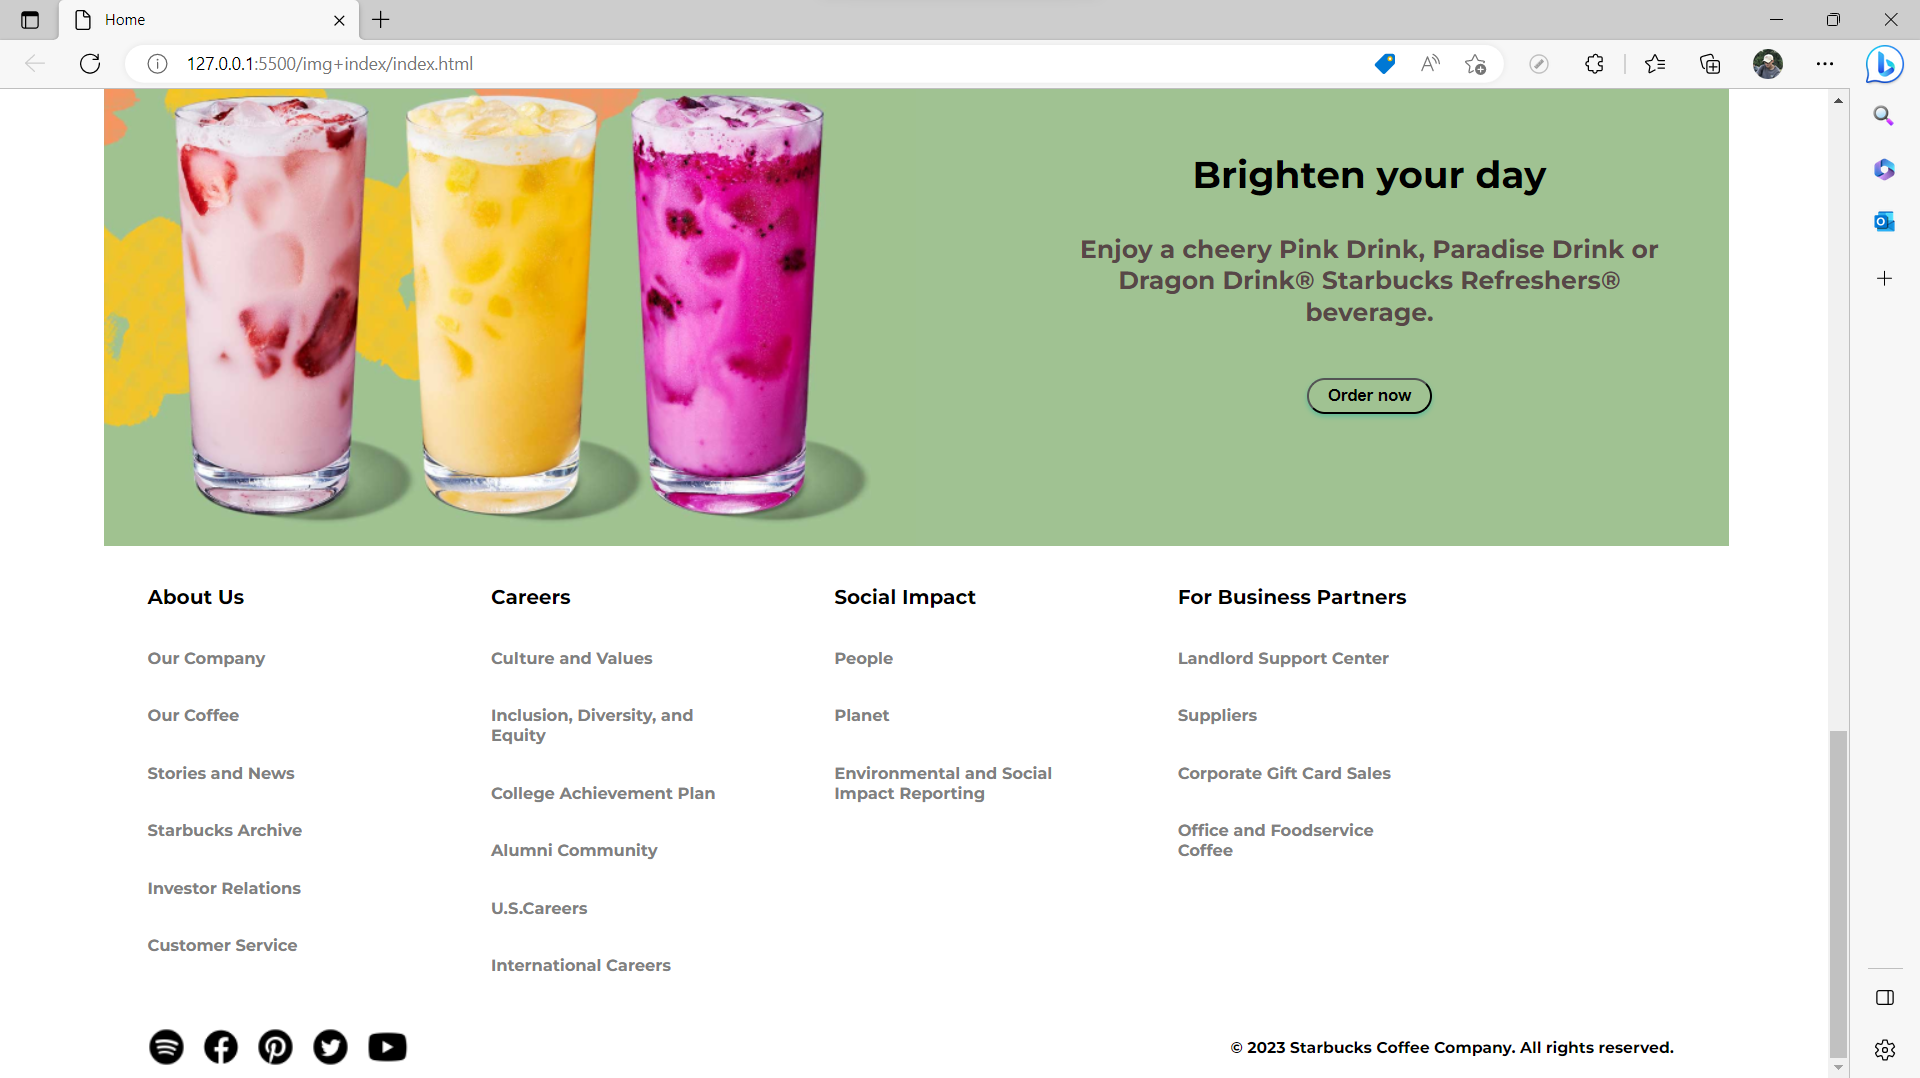 Home
127.0.0.1:5500/img+index/index.html
Brighten your day
Enjoy a cheery Pink Drink, Paradise Drink or
Dragon Drink® Starbucks Refreshers®
beverage.
Order now
About Us
Our Company
Our Coffee
Stories and News
Starbucks Archive
Investor Relations
Customer Service
Careers
Culture and Values
Inclusion, Diversity, and
Equity
College Achievement Plan
Alumni Community
U.S.Careers
International Careers
Social Impact
People
Planet
Environmental and Social
Impact Reporting
For Business Partners
Landlord Support Center
Suppliers
Corporate Gift Card Sales
Office and Foodservice
Coffee
© 2023 Starbucks Coffee Company. All rights reserved.